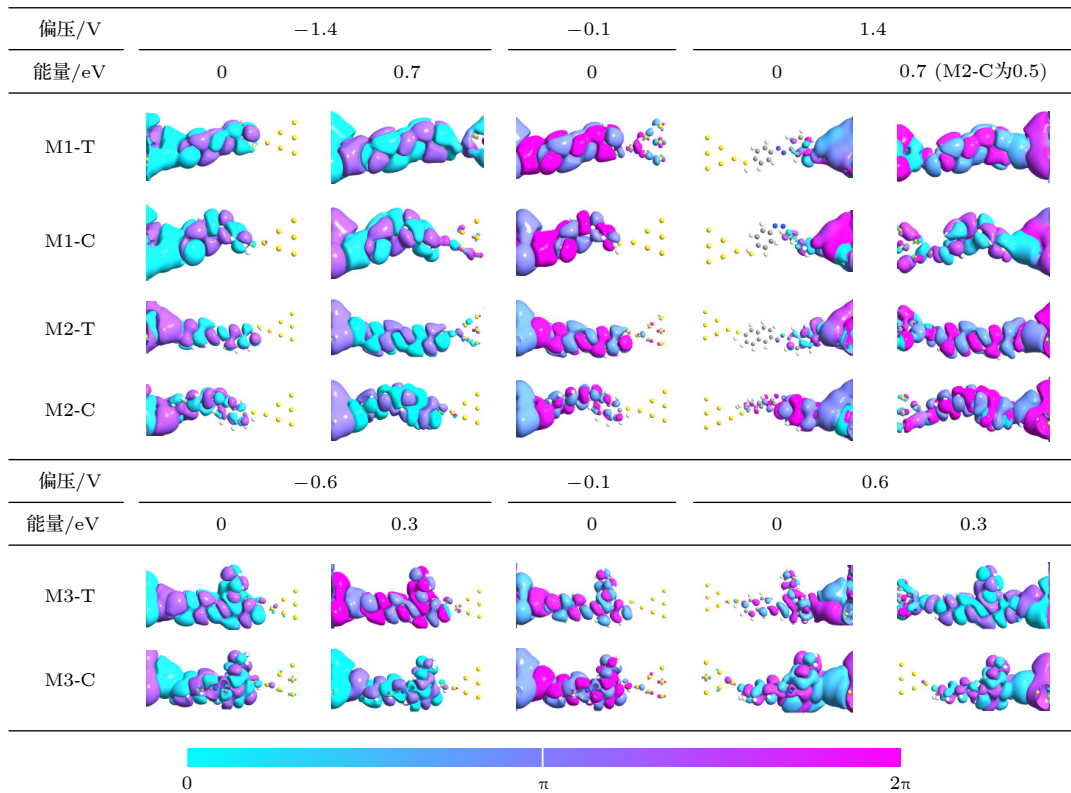 偏压/V −1.4 −0.1 1.4
能量/eV 0 0.7 0 0 0.7 (M2-C为0.5)
M1-T
M1-C
M2-T
M2-C
偏压/V −0.6 −0.1 0.6
能量/eV 0 0.3 0 0 0.3
M3-T
M3-C
0 π 2π